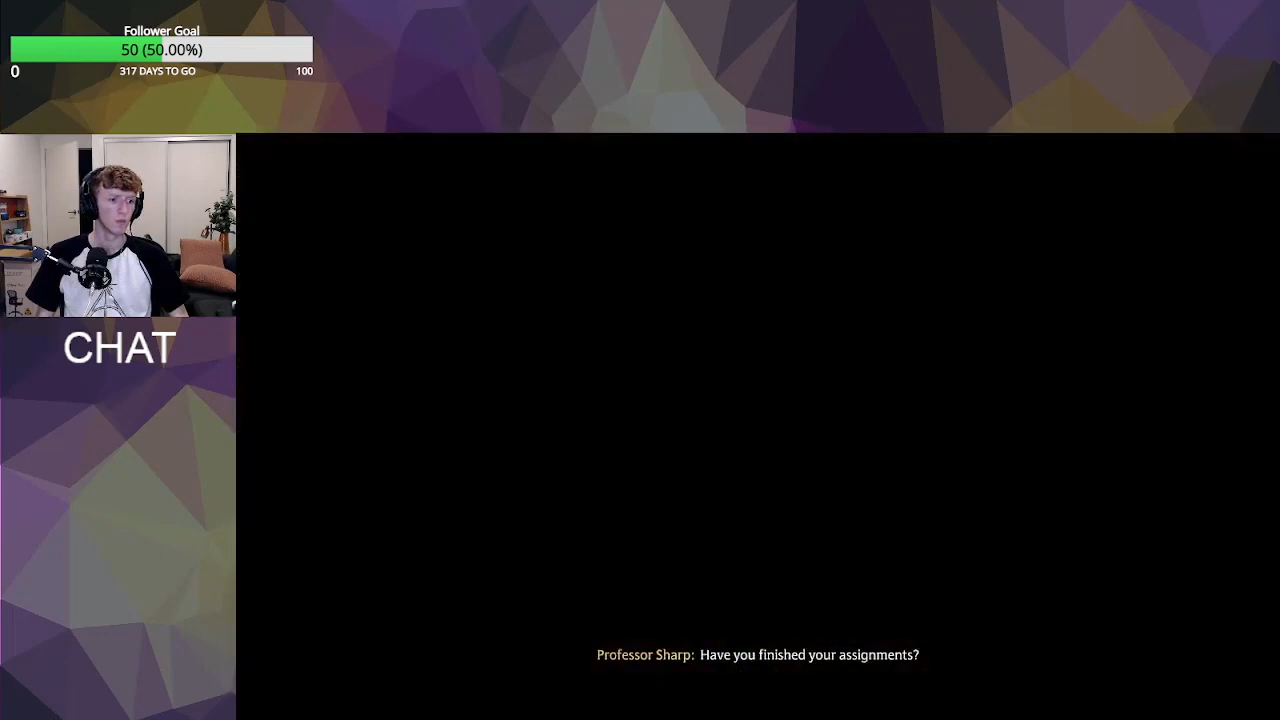 Follower Goal
50 (50.00%)
0 317 DAYS TO GO 100
CHAT
Professor Sharp: Have you finished your assignments?